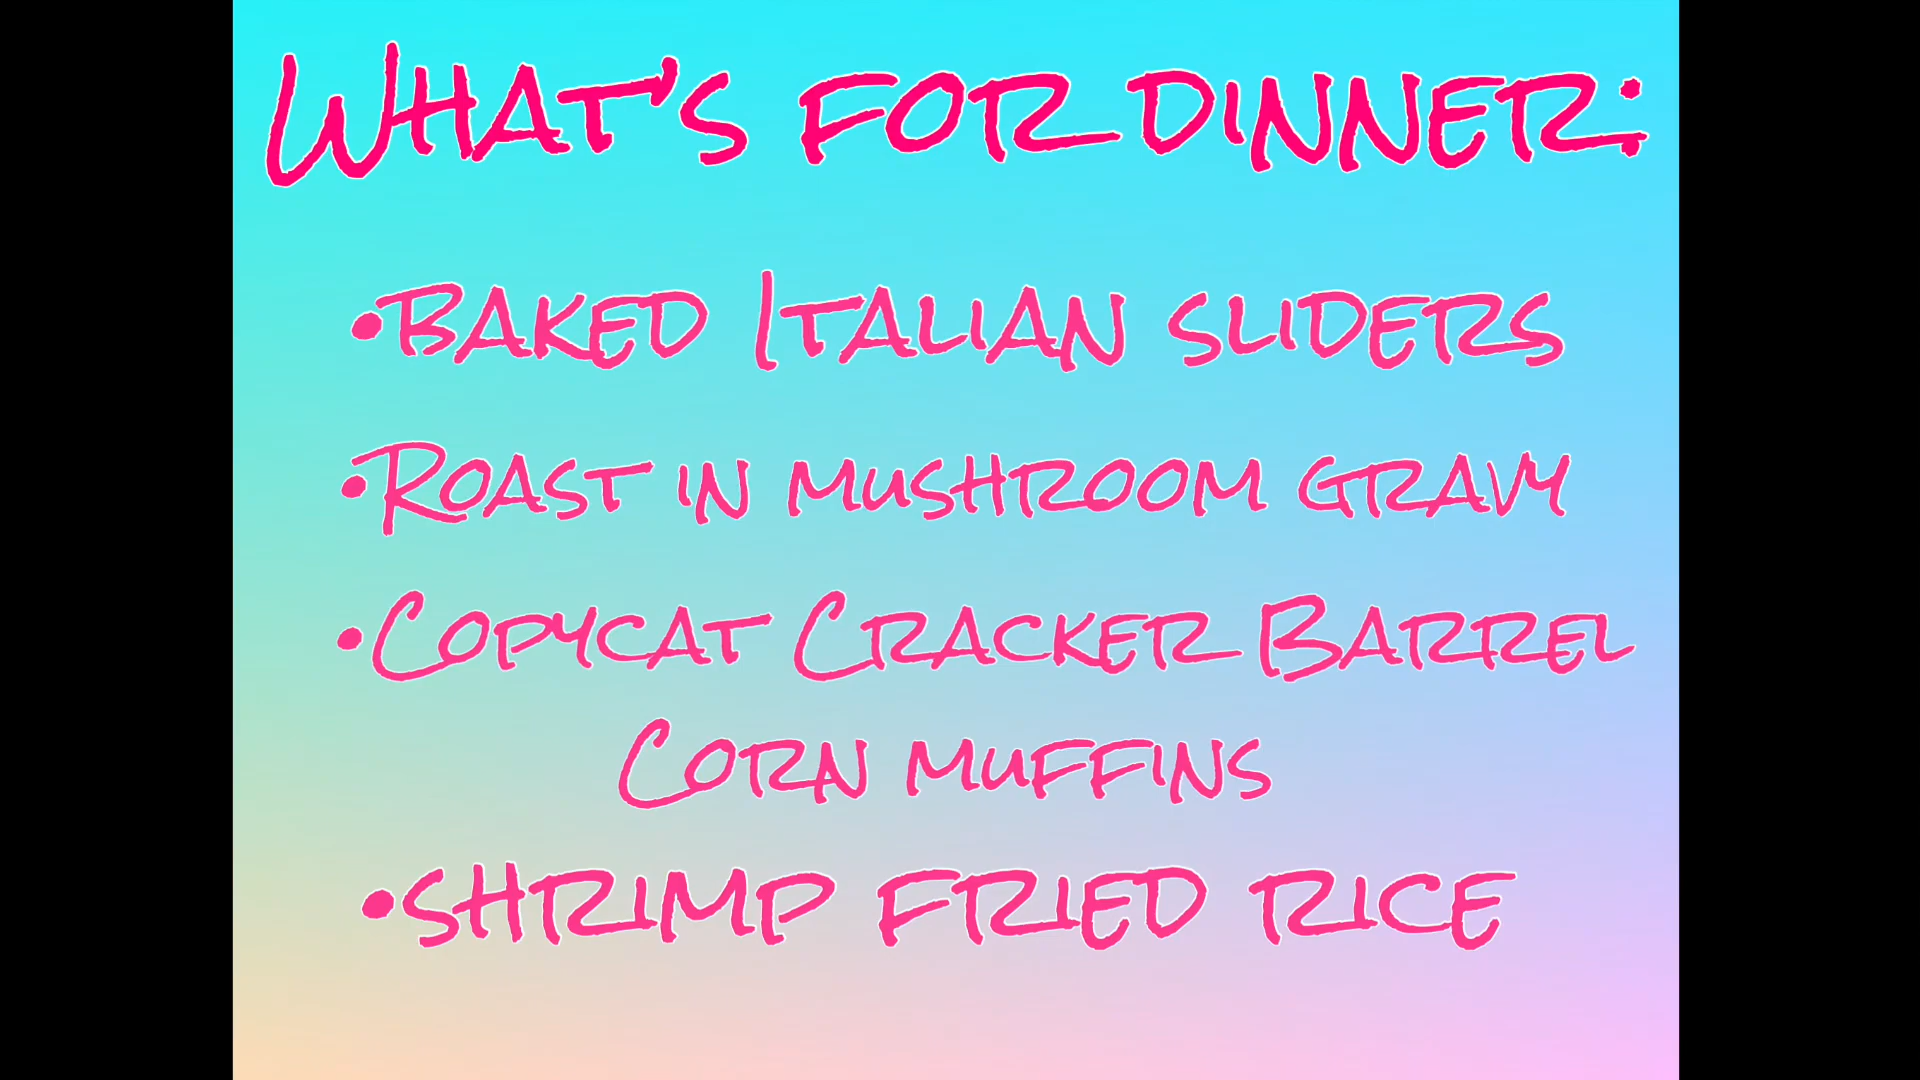 What's for dinner:
•baked Italian sliders
•Roast in mushroom gravy
•Copycat Cracker Barrel
Corn muffins
•shrimp fried rice